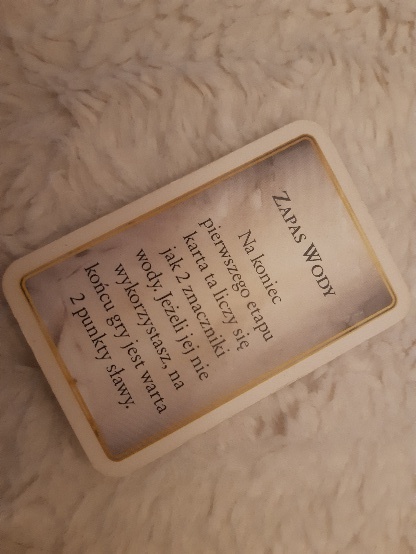 Zapas Wody
Na koniec
pierwszego etapu
karta ta liczy się
jak 2 znaczniki
wody. Jeżeli jej nie
wykorzystasz, na
końcu gry jest warta
2 punkty sławy.